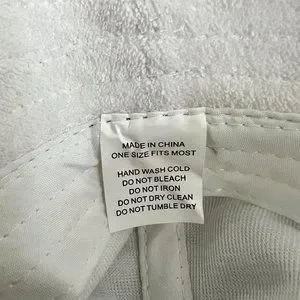 MADE IN CHINA
ONE SIZE FITS MOST
HAND WASH COLD
DO NOT BLEACH
DO NOT IRON
DO NOT DRY CLEAN
DO NOT TUMBLE DRY